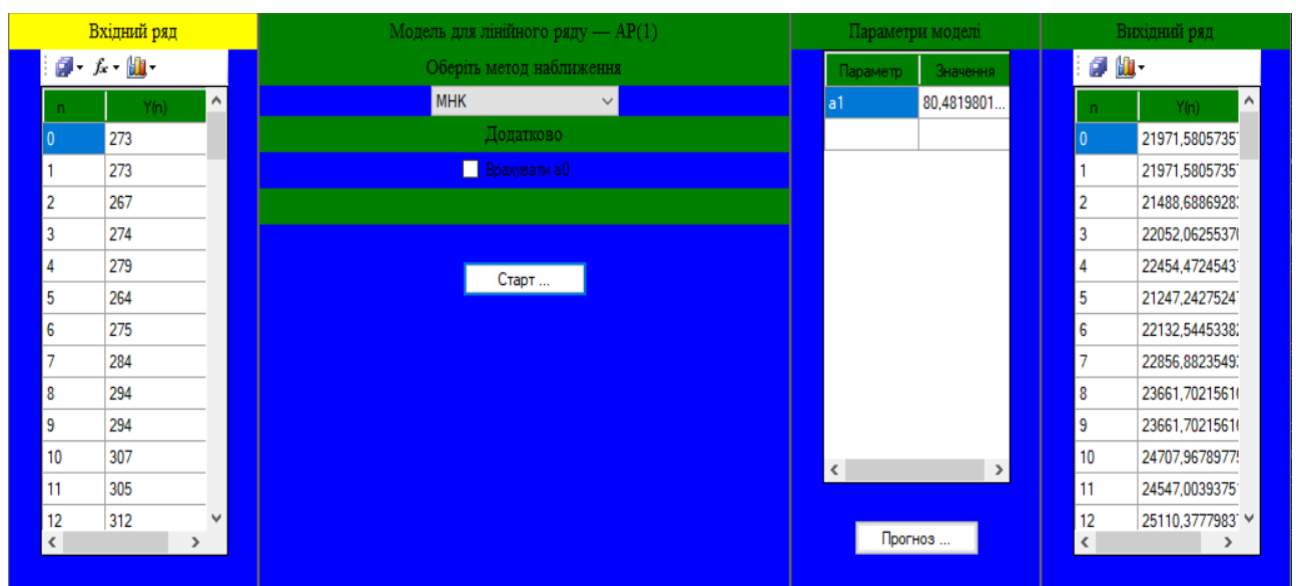 Вхідний ряд
n Y(n)
0 273
1 273
2 267
3 274
4 279
5 264
6 275
7 284
8 294
9 294
10 307
11 305
12 312
Модель для лінійного ряду — АР(1)
Оберіть метод наближення
МНК
Додатково
Врахувати а0
Старт ...
Параметри моделі
Параметр Значення
a1 80,4819801...
Прогноз ...
Вихідний ряд
n Y(n)
0 21971,5805735
1 21971,5805735
2 21488,6886928
3 22052,0625537
4 22454,4724543
5 21247,2427524
6 22132,5445338
7 22856,8823549
8 23661,7021561
9 23661,7021561
10 24707,9678977
11 24547,0039375
12 25110,3777983